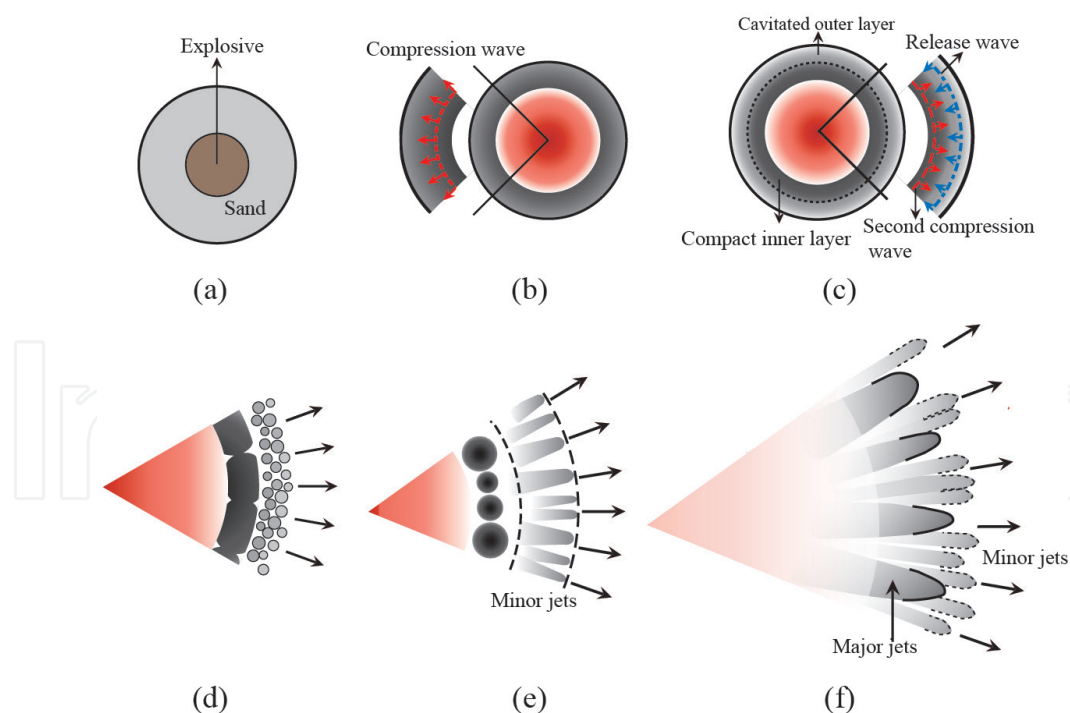 Explosive
Sand
(a)
Compression wave
(b)
Cavitated outer layer
Release wave
Compact inner layer
Second compression
wave
(c)
(d)
Minor jets
(e)
Minor jets
Major jets
(f)